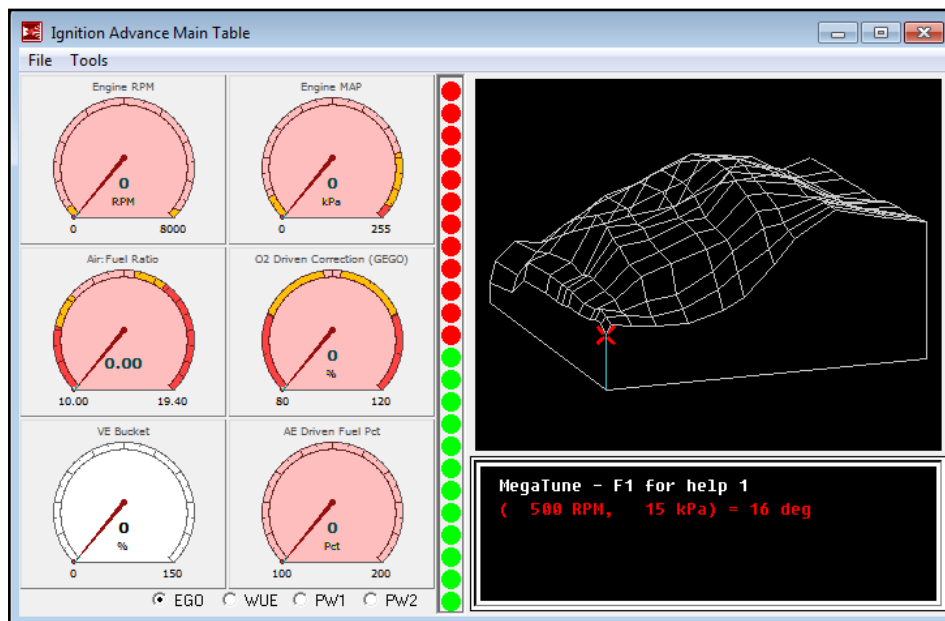 Ignition Advance Main Table
File Tools
Engine RPM
0
RPM
0 8000
Engine MAP
0
kPa
0 255
Air:Fuel Ratio
0.00
10.00 19.40
O2 Driven Correction (GEGO)
0
%
80 120
VE Bucket
0
%
0 150
AE Driven Fuel Pct
0
Pct
100 200
EGO WUE PW1 PW2
MegaTune - F1 for help 1
( 500 RPM, 15 kPa) = 16 deg